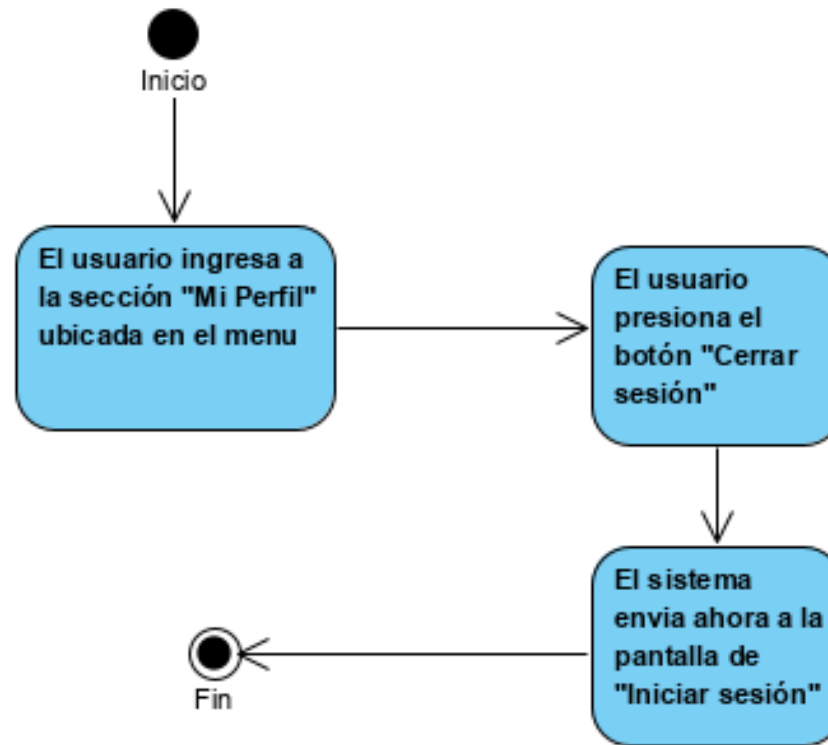 Inicio
El usuario ingresa a
la sección "Mi Perfil"
ubicada en el menu
El usuario
presiona el
botón "Cerrar
sesión"
El sistema
envia ahora a la
pantalla de
"Iniciar sesión"
Fin